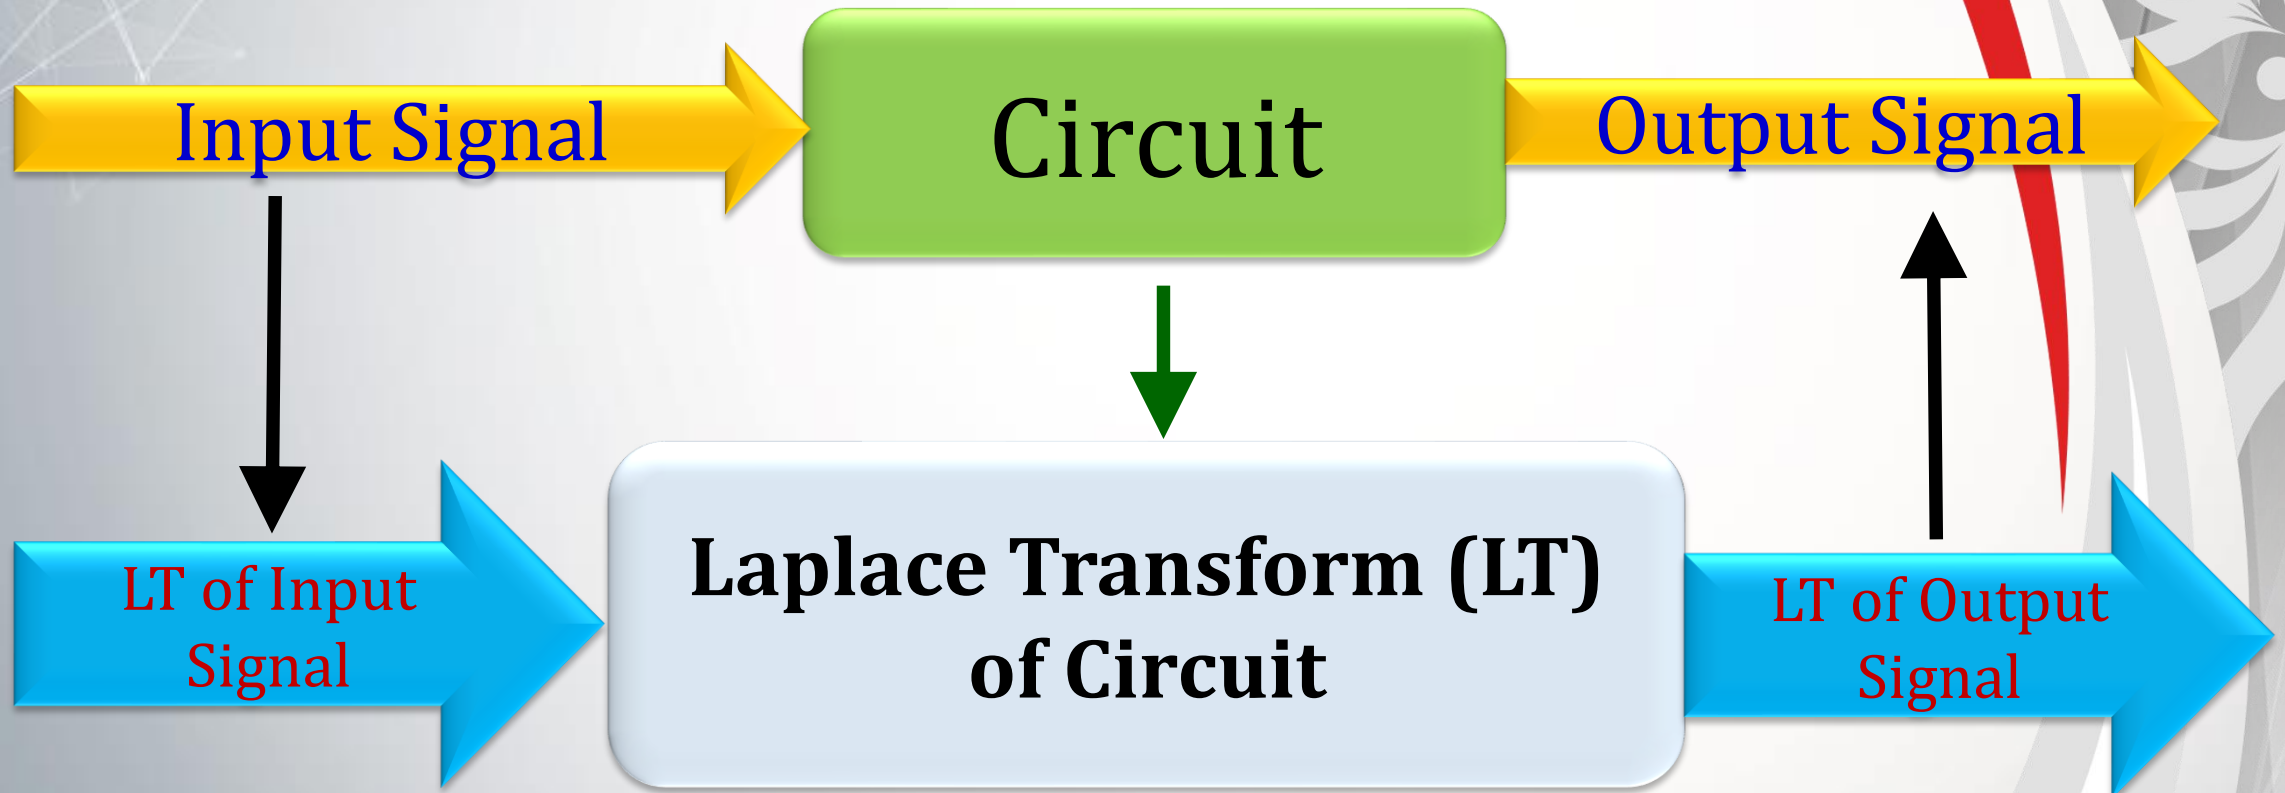 Input Signal
Circuit
Output Signal
LT of Input
Signal
Laplace Transform (LT)
of Circuit
LT of Output
Signal